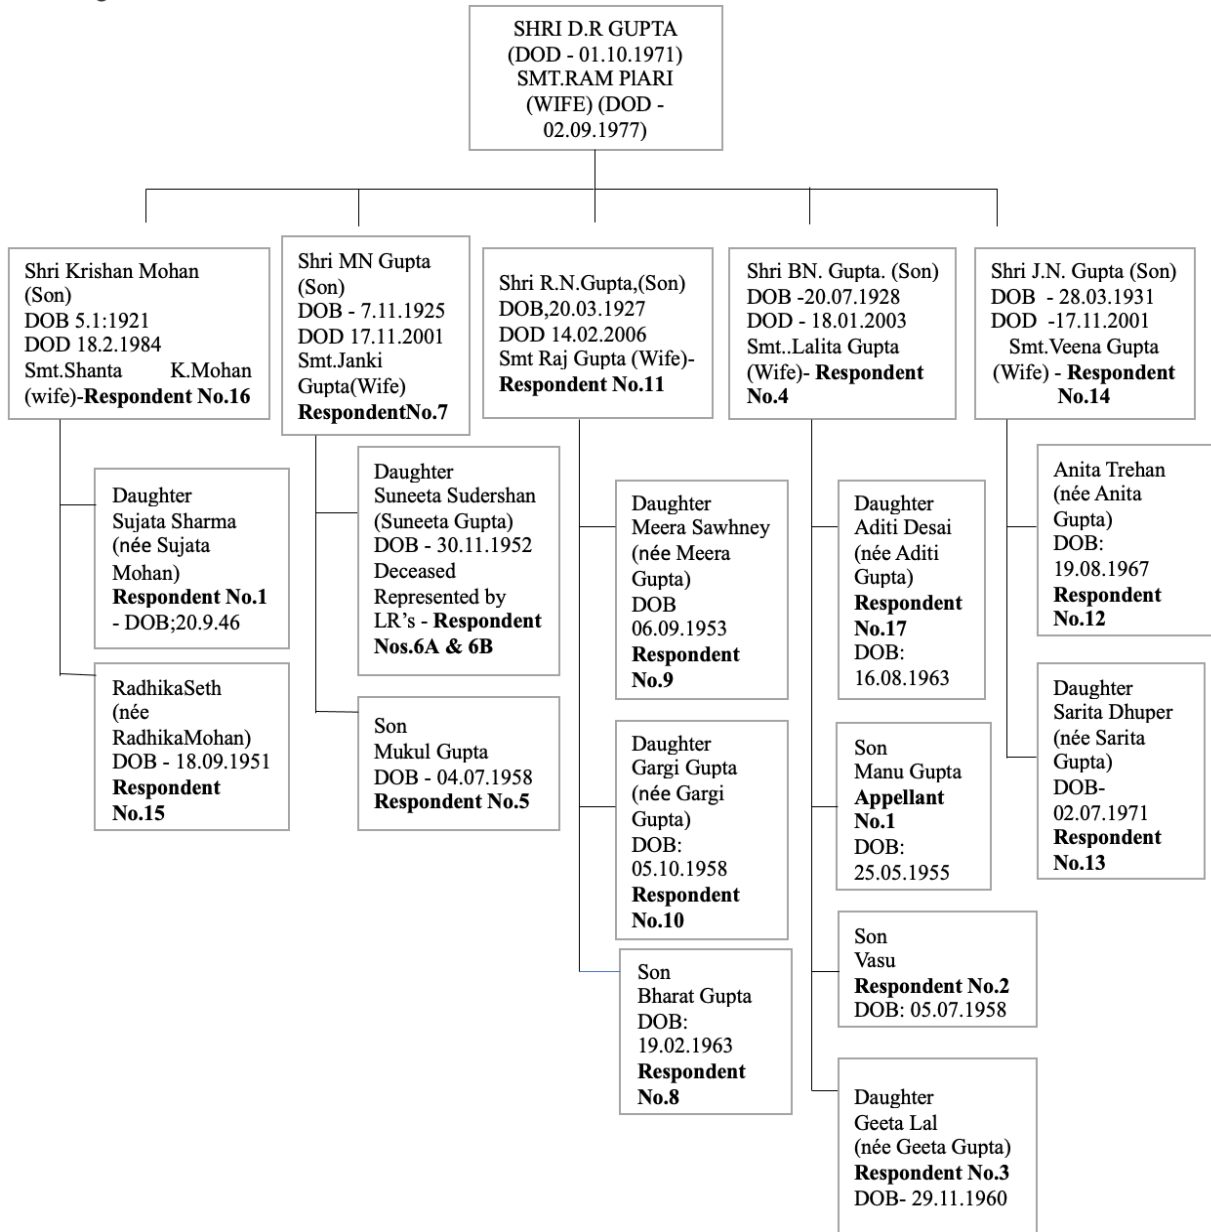 SHRI D.R GUPTA
(DOD - 01.10.1971)
SMT.RAM PlARI
(WIFE) (DOD -
02.09.1977)
Shri Krishan Mohan
(Son)
DOB 5.1:1921
DOD 18.2.1984
Smt.Shanta K.Mohan
(wife)-Respondent No.16
Shri MN Gupta
(Son)
DOB - 7.11.1925
DOD 17.11.2001
Smt.Janki
Gupta(Wife)
RespondentNo.7
Shri R.N.Gupta,(Son)
DOB,20.03.1927
DOD 14.02.2006
Smt Raj Gupta (Wife)-
Respondent No.11
Shri BN. Gupta. (Son)
DOB -20.07.1928
DOD - 18.01.2003
Smt..Lalita Gupta
(Wife)- Respondent
No.4
Shri J.N. Gupta (Son)
DOB - 28.03.1931
DOD -17.11.2001
Smt.Veena Gupta
(Wife) - Respondent
No.14
Daughter
Sujata Sharma
(née Sujata
Mohan)
Respondent No.1
- DOB;20.9.46
RadhikaSeth
(née
RadhikaMohan)
DOB - 18.09.1951
Respondent
No.15
Daughter
Suneeta Sudershan
(Suneeta Gupta)
DOB - 30.11.1952
Deceased
Represented by
LR’s - Respondent
Nos.6A & 6B
Son
Mukul Gupta
DOB - 04.07.1958
Respondent No.5
Daughter
Meera Sawhney
(née Meera
Gupta)
DOB
06.09.1953
Respondent
No.9
Daughter
Gargi Gupta
(née Gargi
Gupta)
DOB:
05.10.1958
Respondent
No.10
Son
Bharat Gupta
DOB:
19.02.1963
Respondent
No.8
Daughter
Aditi Desai
(née Aditi
Gupta)
Respondent
No.17
DOB:
16.08.1963
Son
Manu Gupta
Appellant
No.1
DOB:
25.05.1955
Son
Vasu
Respondent No.2
DOB: 05.07.1958
Daughter
Geeta Lal
(née Geeta Gupta)
Respondent No.3
DOB- 29.11.1960
Anita Trehan
(née Anita
Gupta)
DOB:
19.08.1967
Respondent
No.12
Daughter
Sarita Dhuper
(née Sarita
Gupta)
DOB-
02.07.1971
Respondent
No.13